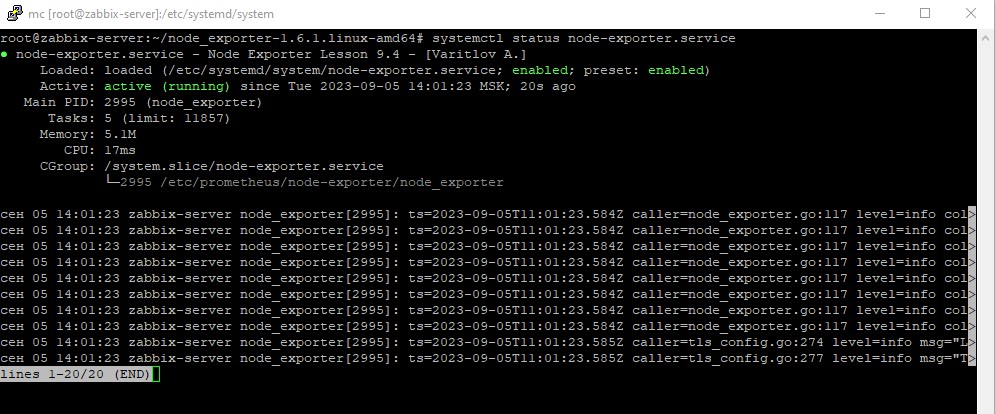 mc [root@zabbix-server]:/etc/systemd/system
root@zabbix-server:~/node_exporter-1.6.1.linux-amd64# systemctl status node-exporter.service
● node-exporter.service - Node Exporter Lesson 9.4 - [Varitlov A.]
Loaded: loaded (/etc/systemd/system/node-exporter.service; enabled; preset: enabled)
Active: active (running) since Tue 2023-09-05 14:01:23 MSK; 20s ago
Main PID: 2995 (node_exporter)
Tasks: 5 (limit: 11857)
Memory: 5.1M
CPU: 17ms
CGroup: /system.slice/node-exporter.service
└─2995 /etc/prometheus/node-exporter/node_exporter
сен 05 14:01:23 zabbix-server node_exporter[2995]: ts=2023-09-05T11:01:23.584Z caller=node_exporter.go:117 level=info col>
сен 05 14:01:23 zabbix-server node_exporter[2995]: ts=2023-09-05T11:01:23.584Z caller=node_exporter.go:117 level=info col>
сен 05 14:01:23 zabbix-server node_exporter[2995]: ts=2023-09-05T11:01:23.584Z caller=node_exporter.go:117 level=info col>
сен 05 14:01:23 zabbix-server node_exporter[2995]: ts=2023-09-05T11:01:23.584Z caller=node_exporter.go:117 level=info col>
сен 05 14:01:23 zabbix-server node_exporter[2995]: ts=2023-09-05T11:01:23.584Z caller=node_exporter.go:117 level=info col>
сен 05 14:01:23 zabbix-server node_exporter[2995]: ts=2023-09-05T11:01:23.584Z caller=node_exporter.go:117 level=info col>
сен 05 14:01:23 zabbix-server node_exporter[2995]: ts=2023-09-05T11:01:23.584Z caller=node_exporter.go:117 level=info col>
сен 05 14:01:23 zabbix-server node_exporter[2995]: ts=2023-09-05T11:01:23.584Z caller=node_exporter.go:117 level=info col>
сен 05 14:01:23 zabbix-server node_exporter[2995]: ts=2023-09-05T11:01:23.585Z caller=tls_config.go:274 level=info msg="L>
сен 05 14:01:23 zabbix-server node_exporter[2995]: ts=2023-09-05T11:01:23.585Z caller=tls_config.go:277 level=info msg="T>
lines 1-20/20 (END)